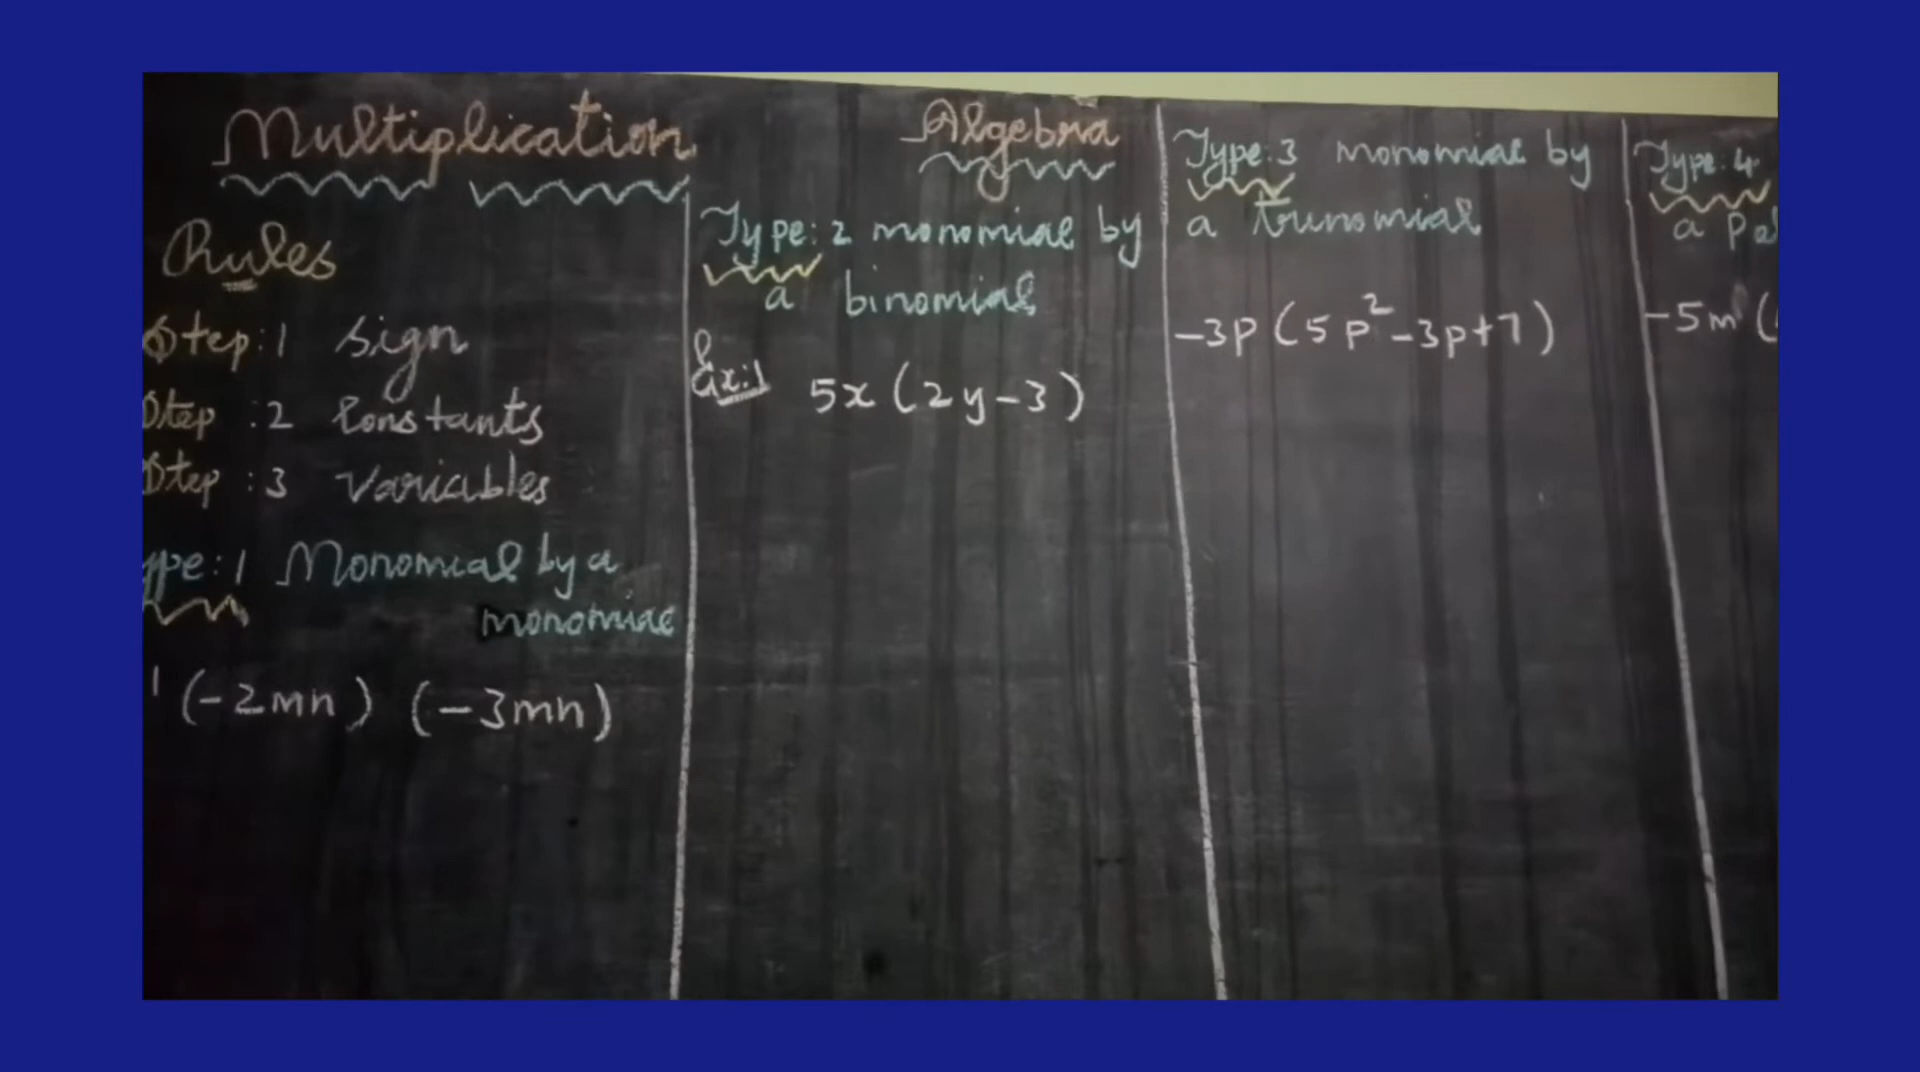 Multiplication
Rules
Step:1 sign
Step:2 Constants
Step:3 Variables
ype:1 Monomial by a
monomial
1 (-2mn) (-3mn)
Algebra
Type:2 monomial by
a binomial
Ex:1 5x(2y-3)
Type:3 monomial by
a trinomial
-3p(5p²-3p+7)
Type:4
a
-5m(